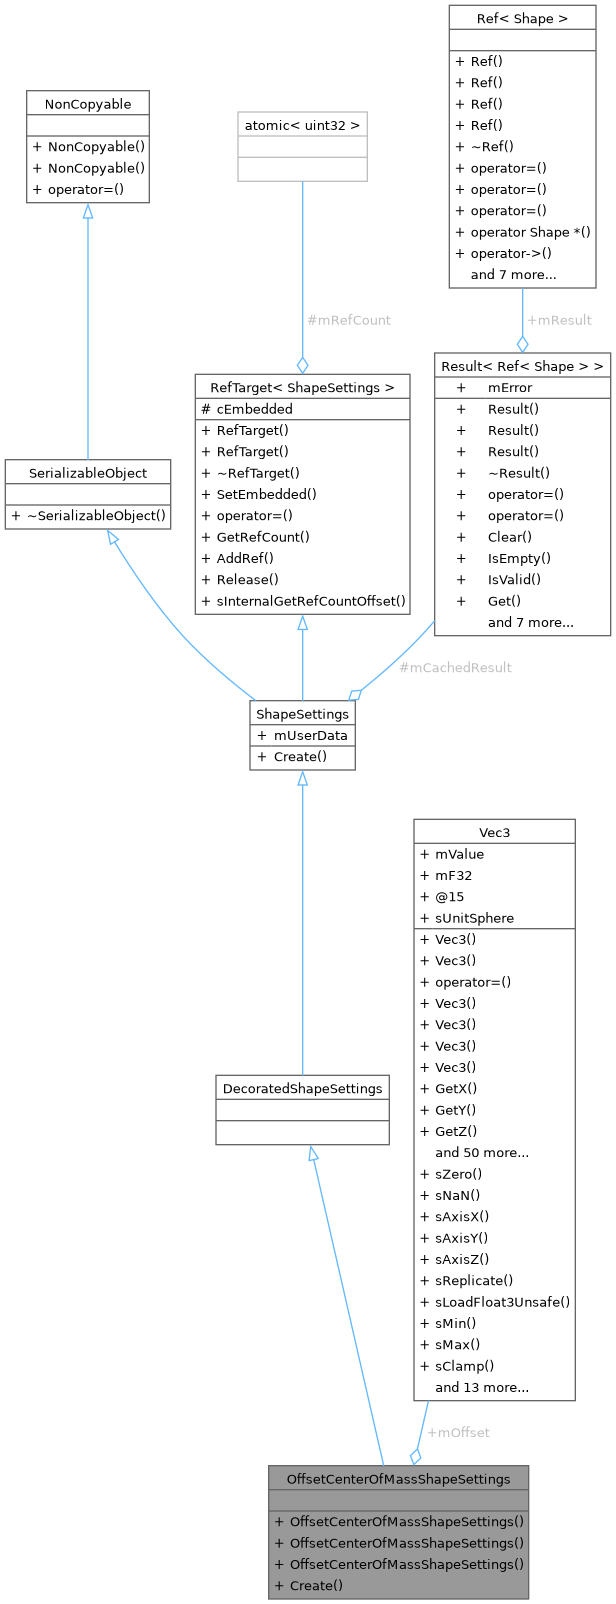 Ref< Shape >
+ Ref()
+ Ref()
+ Ref()
+ Ref()
+ ~Ref()
+ operator=()
+ operator=()
+ operator=()
+ operator Shape *()
+ operator->()
and 7 more...
NonCopyable
+ NonCopyable()
+ NonCopyable()
+ operator=()
atomic< uint32 >
#mRefCount
+mResult
Result< Ref< Shape > >
+ mError
+ Result()
+ Result()
+ Result()
+ ~Result()
+ operator=()
+ operator=()
+ Clear()
+ IsEmpty()
+ IsValid()
+ Get()
and 7 more...
RefTarget< ShapeSettings >
# cEmbedded
+ RefTarget()
+ RefTarget()
+ ~RefTarget()
+ SetEmbedded()
+ operator=()
+ GetRefCount()
+ AddRef()
+ Release()
+ sInternalGetRefCountOffset()
SerializableObject
+ ~SerializableObject()
#mCachedResult
ShapeSettings
+ mUserData
+ Create()
Vec3
+ mValue
+ mF32
+ @15
+ sUnitSphere
+ Vec3()
+ Vec3()
+ operator=()
+ Vec3()
+ Vec3()
+ Vec3()
+ Vec3()
+ GetX()
+ GetY()
+ GetZ()
and 50 more...
+ sZero()
+ sNaN()
+ sAxisX()
+ sAxisY()
+ sAxisZ()
+ sReplicate()
+ sLoadFloat3Unsafe()
+ sMin()
+ sMax()
+ sClamp()
and 13 more...
DecoratedShapeSettings
+mOffset
OffsetCenterOfMassShapeSettings
+ OffsetCenterOfMassShapeSettings()
+ OffsetCenterOfMassShapeSettings()
+ OffsetCenterOfMassShapeSettings()
+ Create()